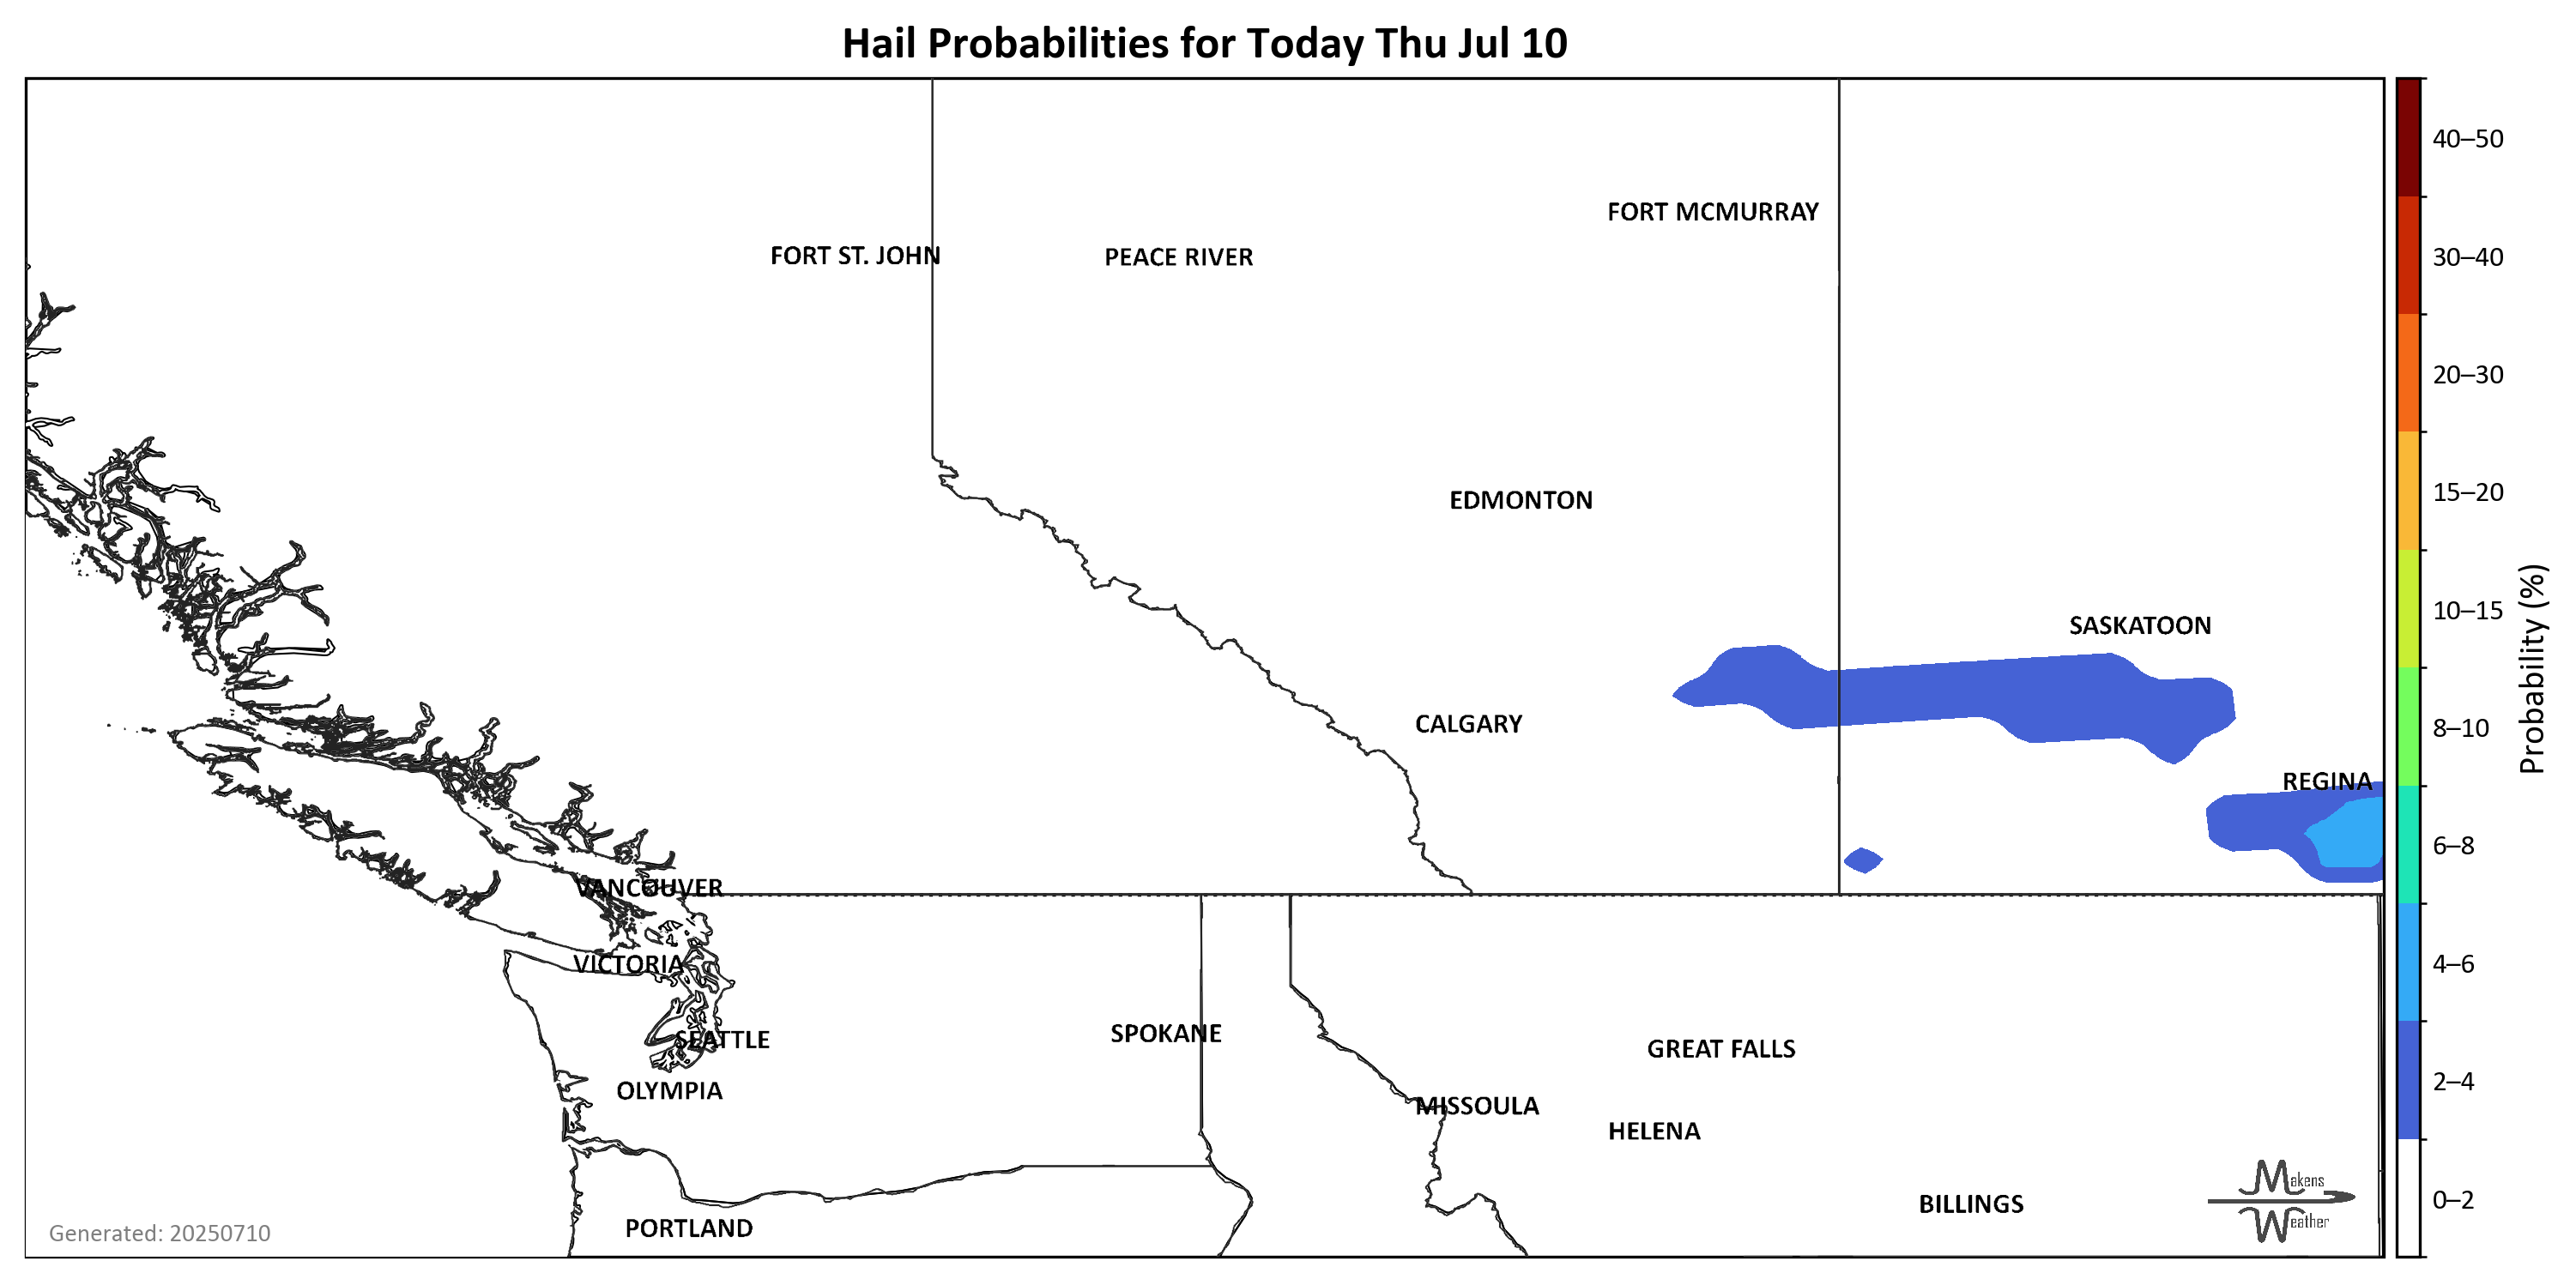 Hail Probabilities for Today Thu Jul 10
40–50
FORT MCMURRAY
FORT ST. JOHN
PEACE RIVER
30–40
20–30
15–20
EDMONTON
10–15
SASKATOON
Probability (%)
CALGARY
8–10
REGINA
6–8
VANCOUVER
VICTORIA
4–6
SEATTLE
SPOKANE
GREAT FALLS
OLYMPIA
2–4
MISSOULA
HELENA
Makens
Weather
0–2
BILLINGS
PORTLAND
Generated: 20250710